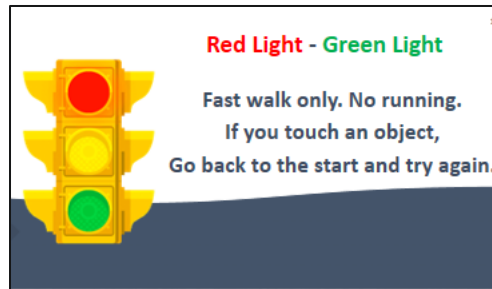 Red Light - Green Light
Fast walk only. No running.
If you touch an object,
Go back to the start and try again.